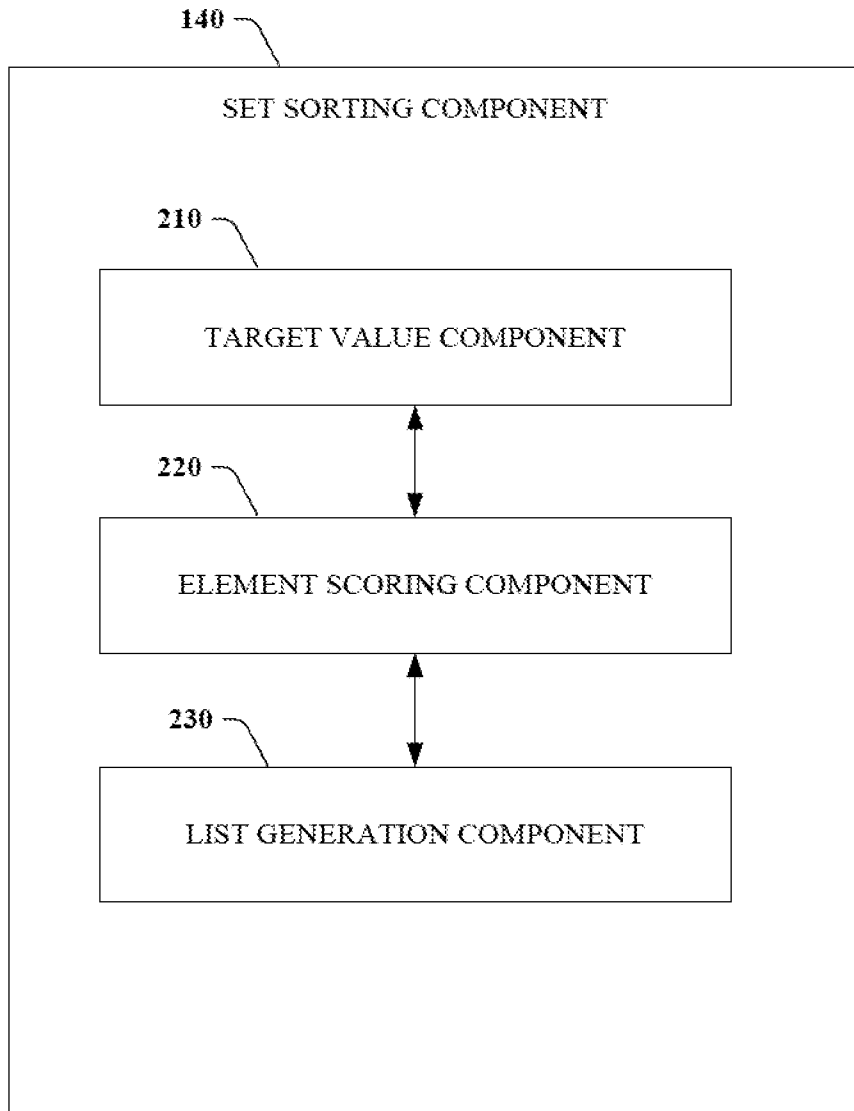 140
SET SORTING COMPONENT
210
TARGET VALUE COMPONENT
220
ELEMENT SCORING COMPONENT
230
LIST GENERATION COMPONENT